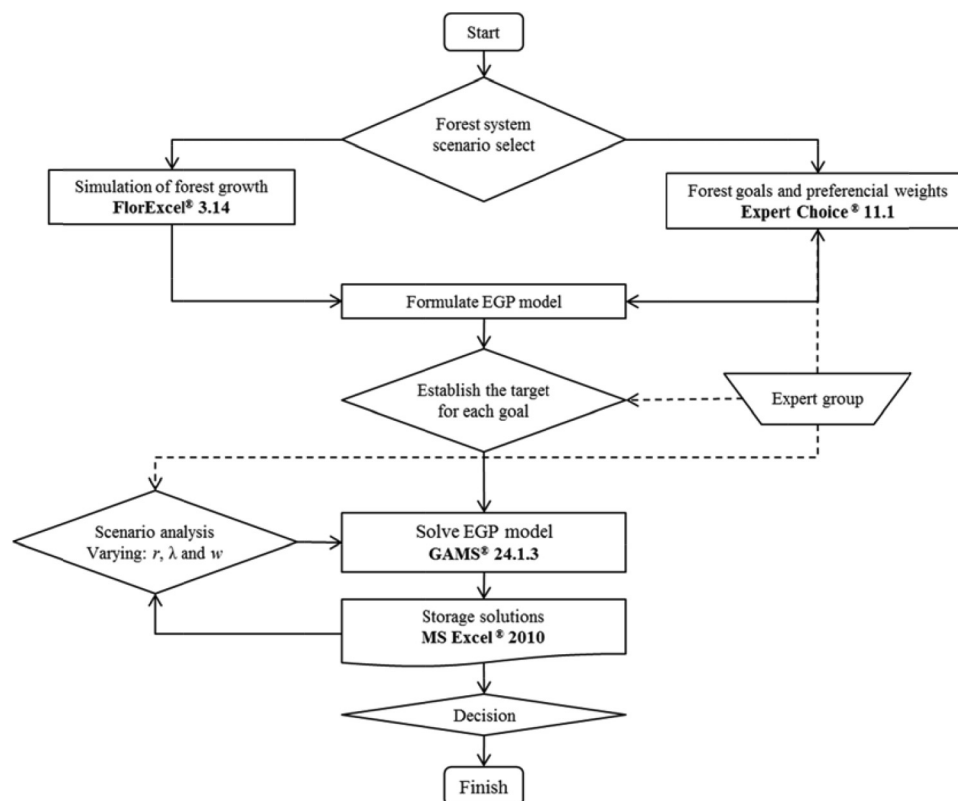 Start
Forest system
scenario select
Simulation of forest growth
FlorExcel® 3.14
Forest goals and preferencial weights
Expert Choice® 11.1
Formulate EGP model
Establish the target
for each goal
Expert group
Scenario analysis
Varying: r, λ and w
Solve EGP model
GAMS® 24.1.3
Storage solutions
MS Excel® 2010
Decision
Finish